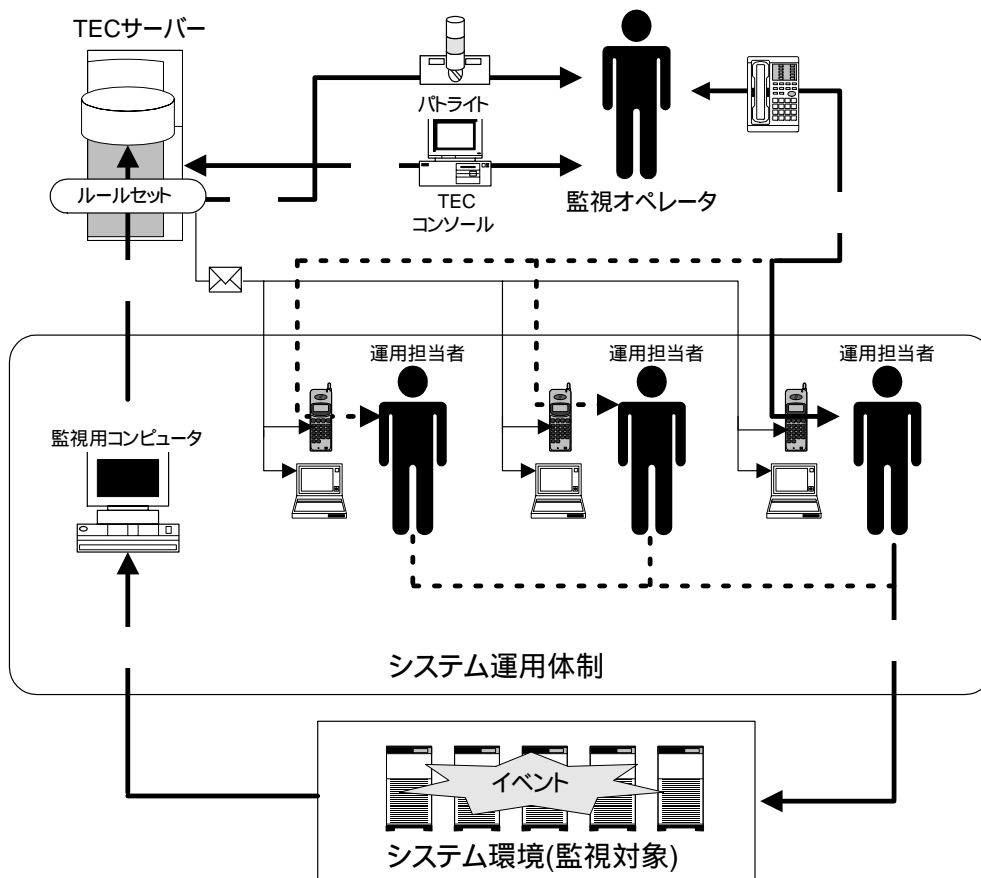 TECサーバー
パトライト
ルールセット
TEC
コンソール
監視オペレータ
運用担当者
運用担当者
運用担当者
監視用コンピュータ
システム運用体制
イベント
システム環境(監視対象)